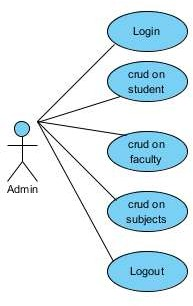 Login
crud on
student
crud on
faculty
Admin
crud on
subjects
Logout